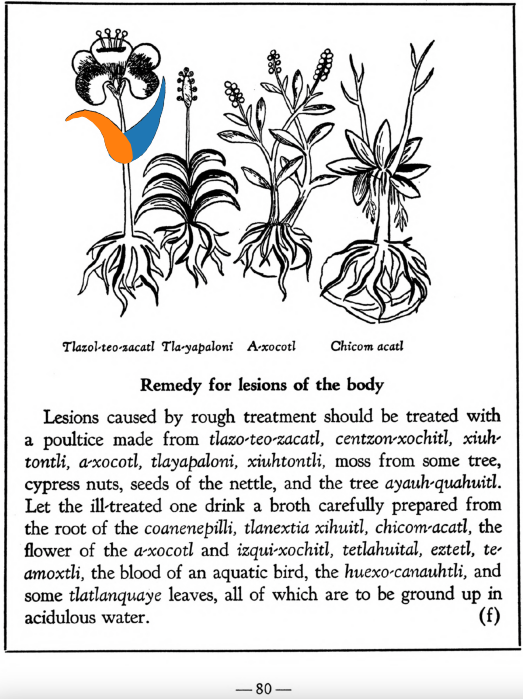 Tlazol-teo-zacatl Tla-yapaloni A-xocotl Chicom acatl
Remedy for lesions of the body
Lesions caused by rough treatment should be treated with
a poultice made from tlazo-teo-zacatl, centzon-xochitl, xiuh-
tontli, a-xocotl, tlayapaloni, xiuhtontli, moss from some tree,
cypress nuts, seeds of the nettle, and the tree ayauh-quahuitl.
Let the ill-treated one drink a broth carefully prepared from
the root of the coanenepilli, tlanextia xihuitl, chicom-acatl, the
flower of the a-xocotl and izqui-xochitl, tetlahuital, eztetl, te-
amoxtli, the blood of an aquatic bird, the huexo-canauhtli, and
some tlatlanquaye leaves, all of which are to be ground up in
acidulous water. (f)
— 80 —